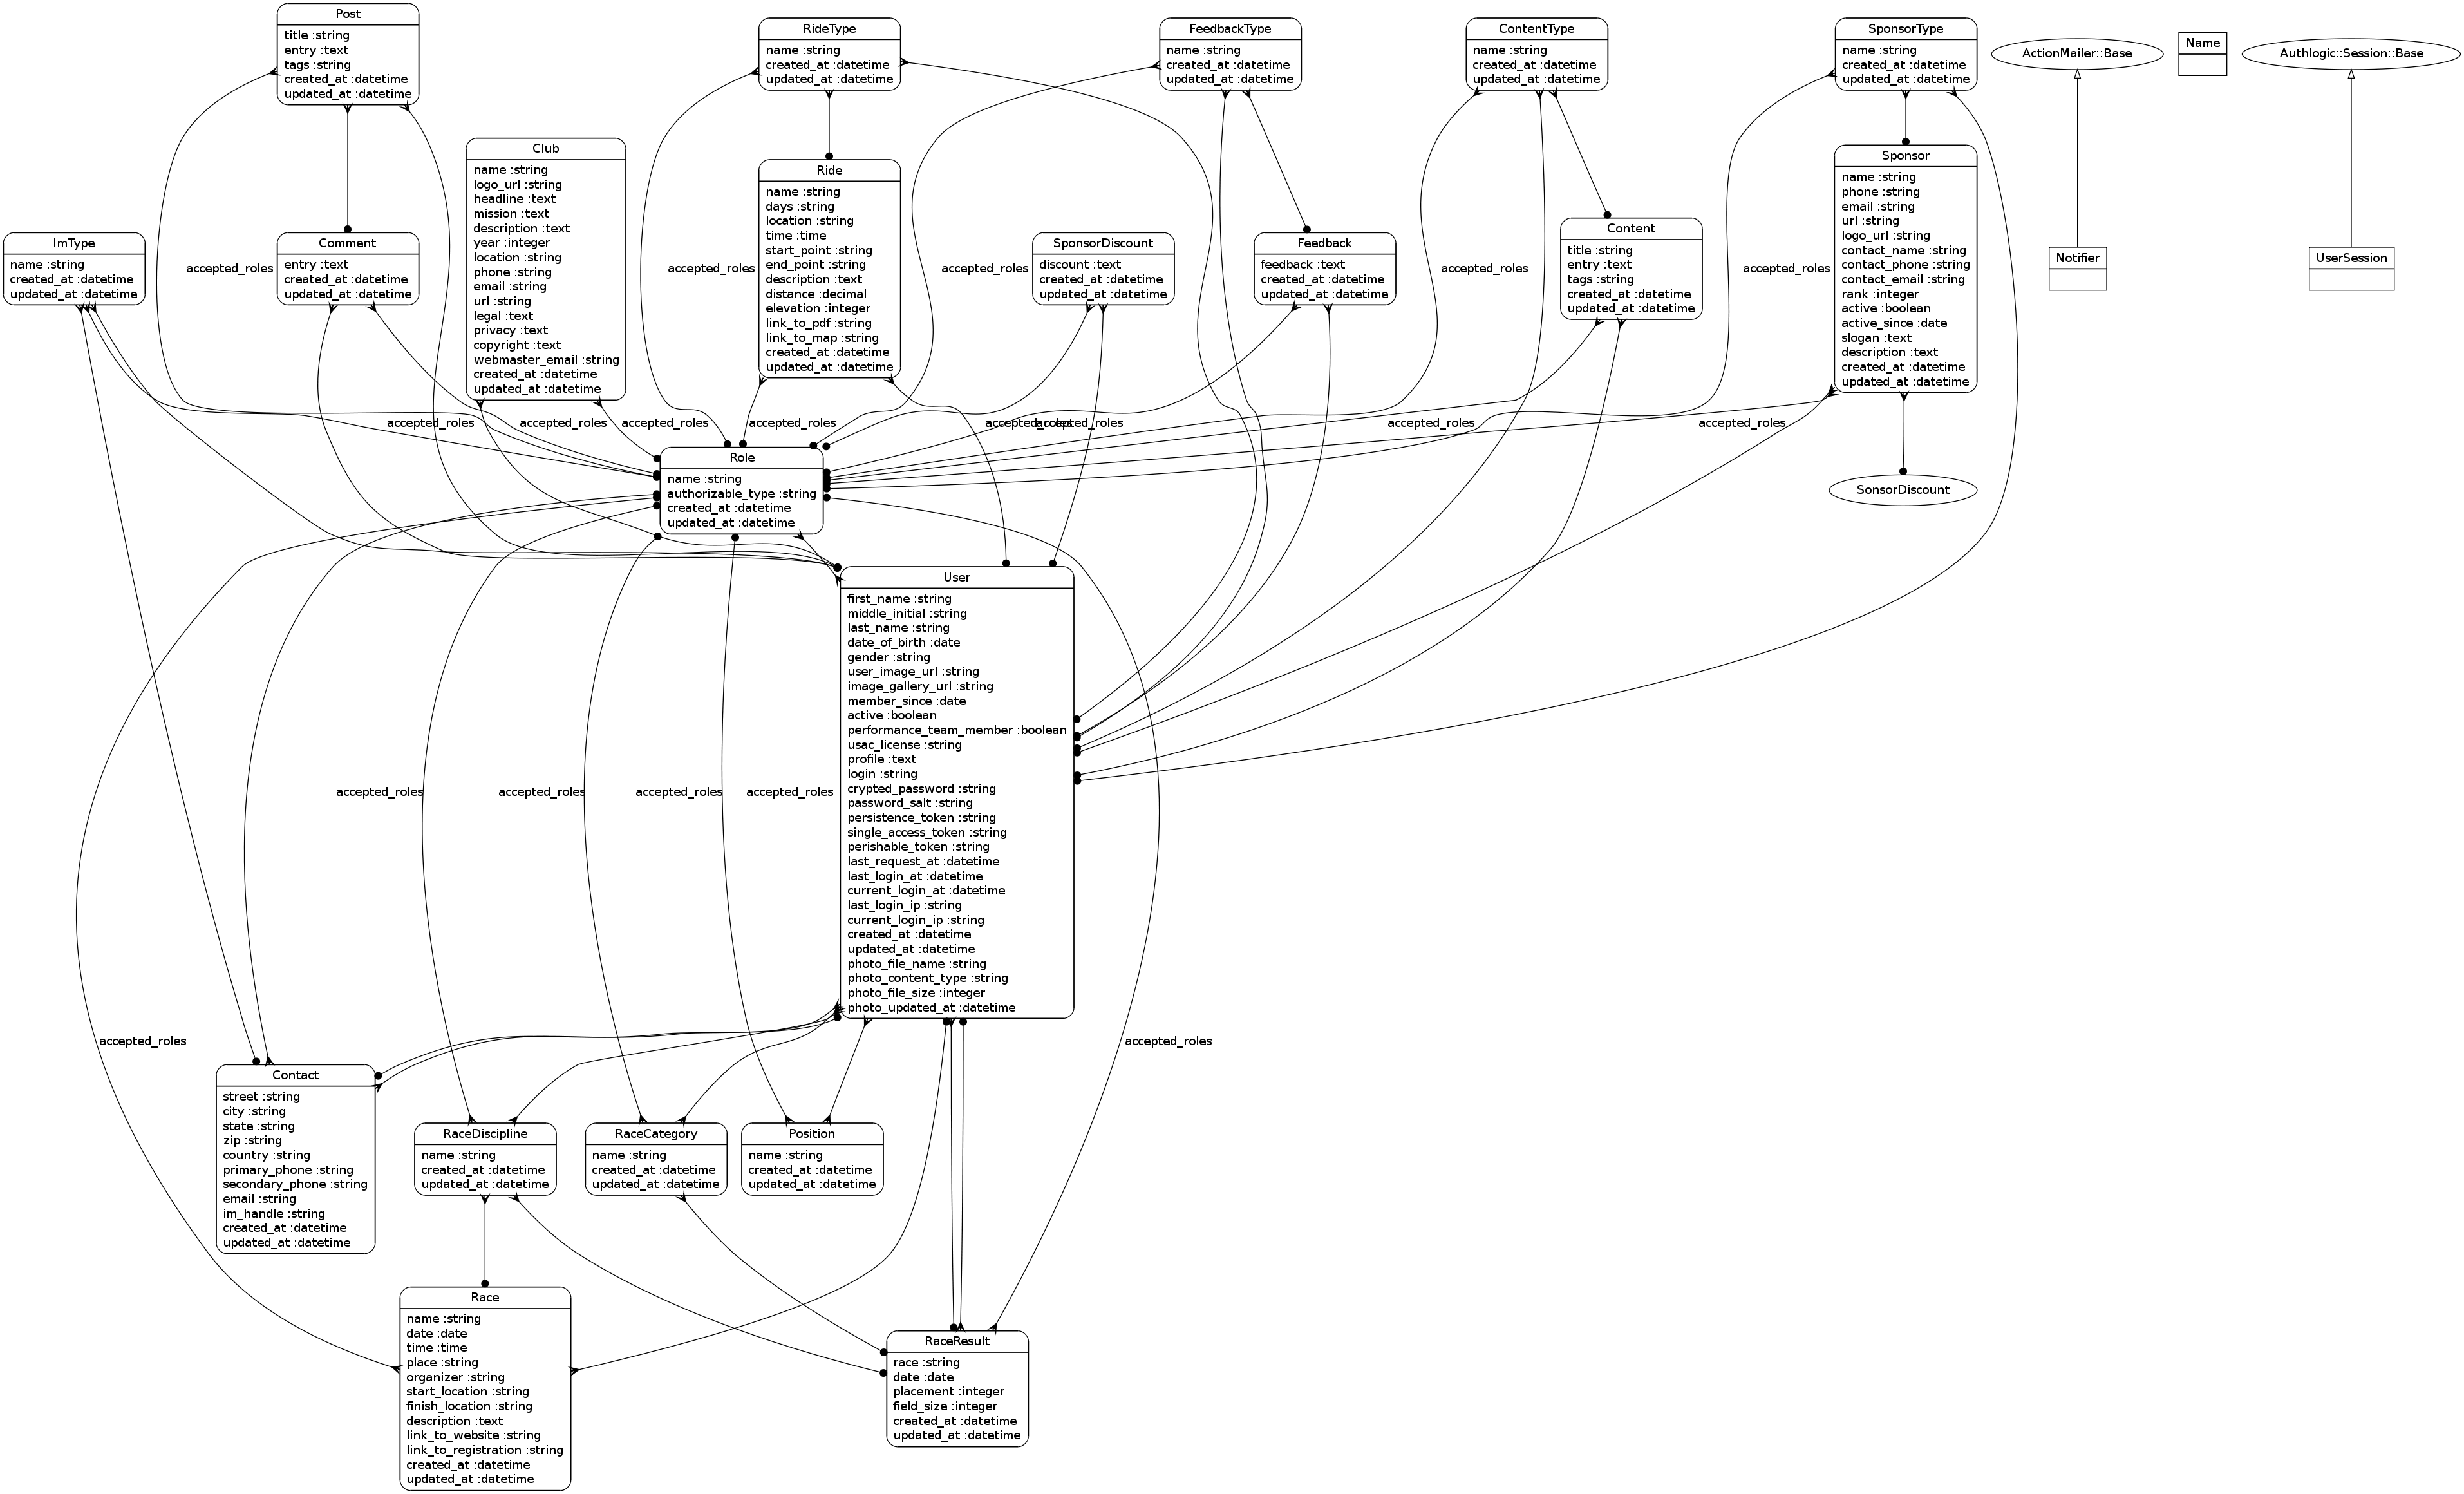 Post
title :string
entry :text
tags :string
created_at :datetime
updated_at :datetime
RideType
name :string
created_at :datetime
updated_at :datetime
FeedbackType
name :string
created_at :datetime
updated_at :datetime
ContentType
name :string
created_at :datetime
updated_at :datetime
SponsorType
name :string
created_at :datetime
updated_at :datetime
ActionMailer::Base
Name
Authlogic::Session::Base
Club
name :string
logo_url :string
headline :text
mission :text
description :text
year :integer
location :string
phone :string
email :string
url :string
legal :text
privacy :text
copyright :text
webmaster_email :string
created_at :datetime
updated_at :datetime
Ride
name :string
days :string
location :string
time :time
start_point :string
end_point :string
description :text
distance :decimal
elevation :integer
link_to_pdf :string
link_to_map :string
created_at :datetime
updated_at :datetime
Sponsor
name :string
phone :string
email :string
url :string
logo_url :string
contact_name :string
contact_phone :string
contact_email :string
rank :integer
active :boolean
active_since :date
slogan :text
description :text
created_at :datetime
updated_at :datetime
ImType
name :string
created_at :datetime
updated_at :datetime
Comment
entry :text
created_at :datetime
updated_at :datetime
SponsorDiscount
discount :text
created_at :datetime
updated_at :datetime
Feedback
feedback :text
created_at :datetime
updated_at :datetime
Content
title :string
entry :text
tags :string
created_at :datetime
updated_at :datetime
Notifier
UserSession
accepted_roles
accepted_roles
accepted_roles
accepted_roles
accepted_roles
accepted_roles
accepted_roles
accepted_roles
accepted_roles
accepted_roles
accepted_roles
accepted_roles
accepted_roles
Role
name :string
authorizable_type :string
created_at :datetime
updated_at :datetime
SonsorDiscount
User
first_name :string
middle_initial :string
last_name :string
date_of_birth :date
gender :string
user_image_url :string
image_gallery_url :string
member_since :date
active :boolean
performance_team_member :boolean
usac_license :string
profile :text
login :string
crypted_password :string
password_salt :string
persistence_token :string
single_access_token :string
perishable_token :string
last_request_at :datetime
last_login_at :datetime
current_login_at :datetime
last_login_ip :string
current_login_ip :string
created_at :datetime
updated_at :datetime
photo_file_name :string
photo_content_type :string
photo_file_size :integer
photo_updated_at :datetime
accepted_roles
accepted_roles
accepted_roles
accepted_roles
accepted_roles
accepted_roles
Contact
street :string
city :string
state :string
zip :string
country :string
primary_phone :string
secondary_phone :string
email :string
im_handle :string
created_at :datetime
updated_at :datetime
RaceDiscipline
name :string
created_at :datetime
updated_at :datetime
RaceCategory
name :string
created_at :datetime
updated_at :datetime
Position
name :string
created_at :datetime
updated_at :datetime
Race
name :string
date :date
time :time
place :string
organizer :string
start_location :string
finish_location :string
description :text
link_to_website :string
link_to_registration :string
created_at :datetime
updated_at :datetime
RaceResult
race :string
date :date
placement :integer
field_size :integer
created_at :datetime
updated_at :datetime